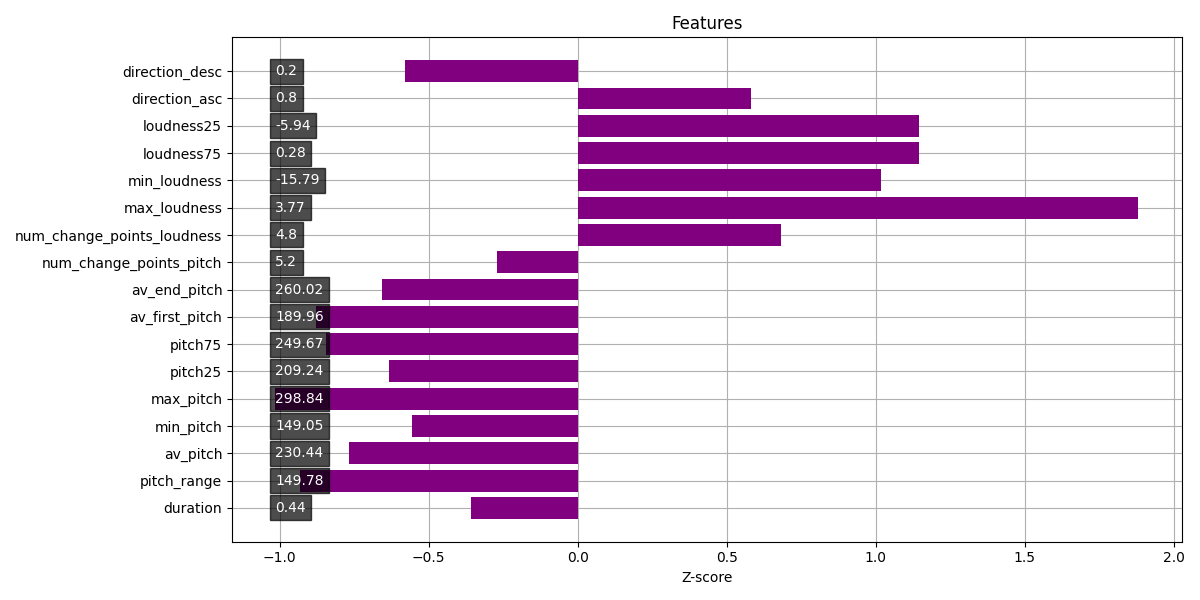 Features
direction_desc 0.2
direction_asc 0.8
loudness25 -5.94
loudness75 0.28
min_loudness -15.79
max_loudness 3.77
num_change_points_loudness 4.8
num_change_points_pitch 5.2
av_end_pitch 260.02
av_first_pitch 189.96
pitch75 249.67
pitch25 209.24
max_pitch 298.84
min_pitch 149.05
av_pitch 230.44
pitch_range 149.78
duration 0.44
−1.0 −0.5 0.0 0.5 1.0 1.5 2.0
Z-score